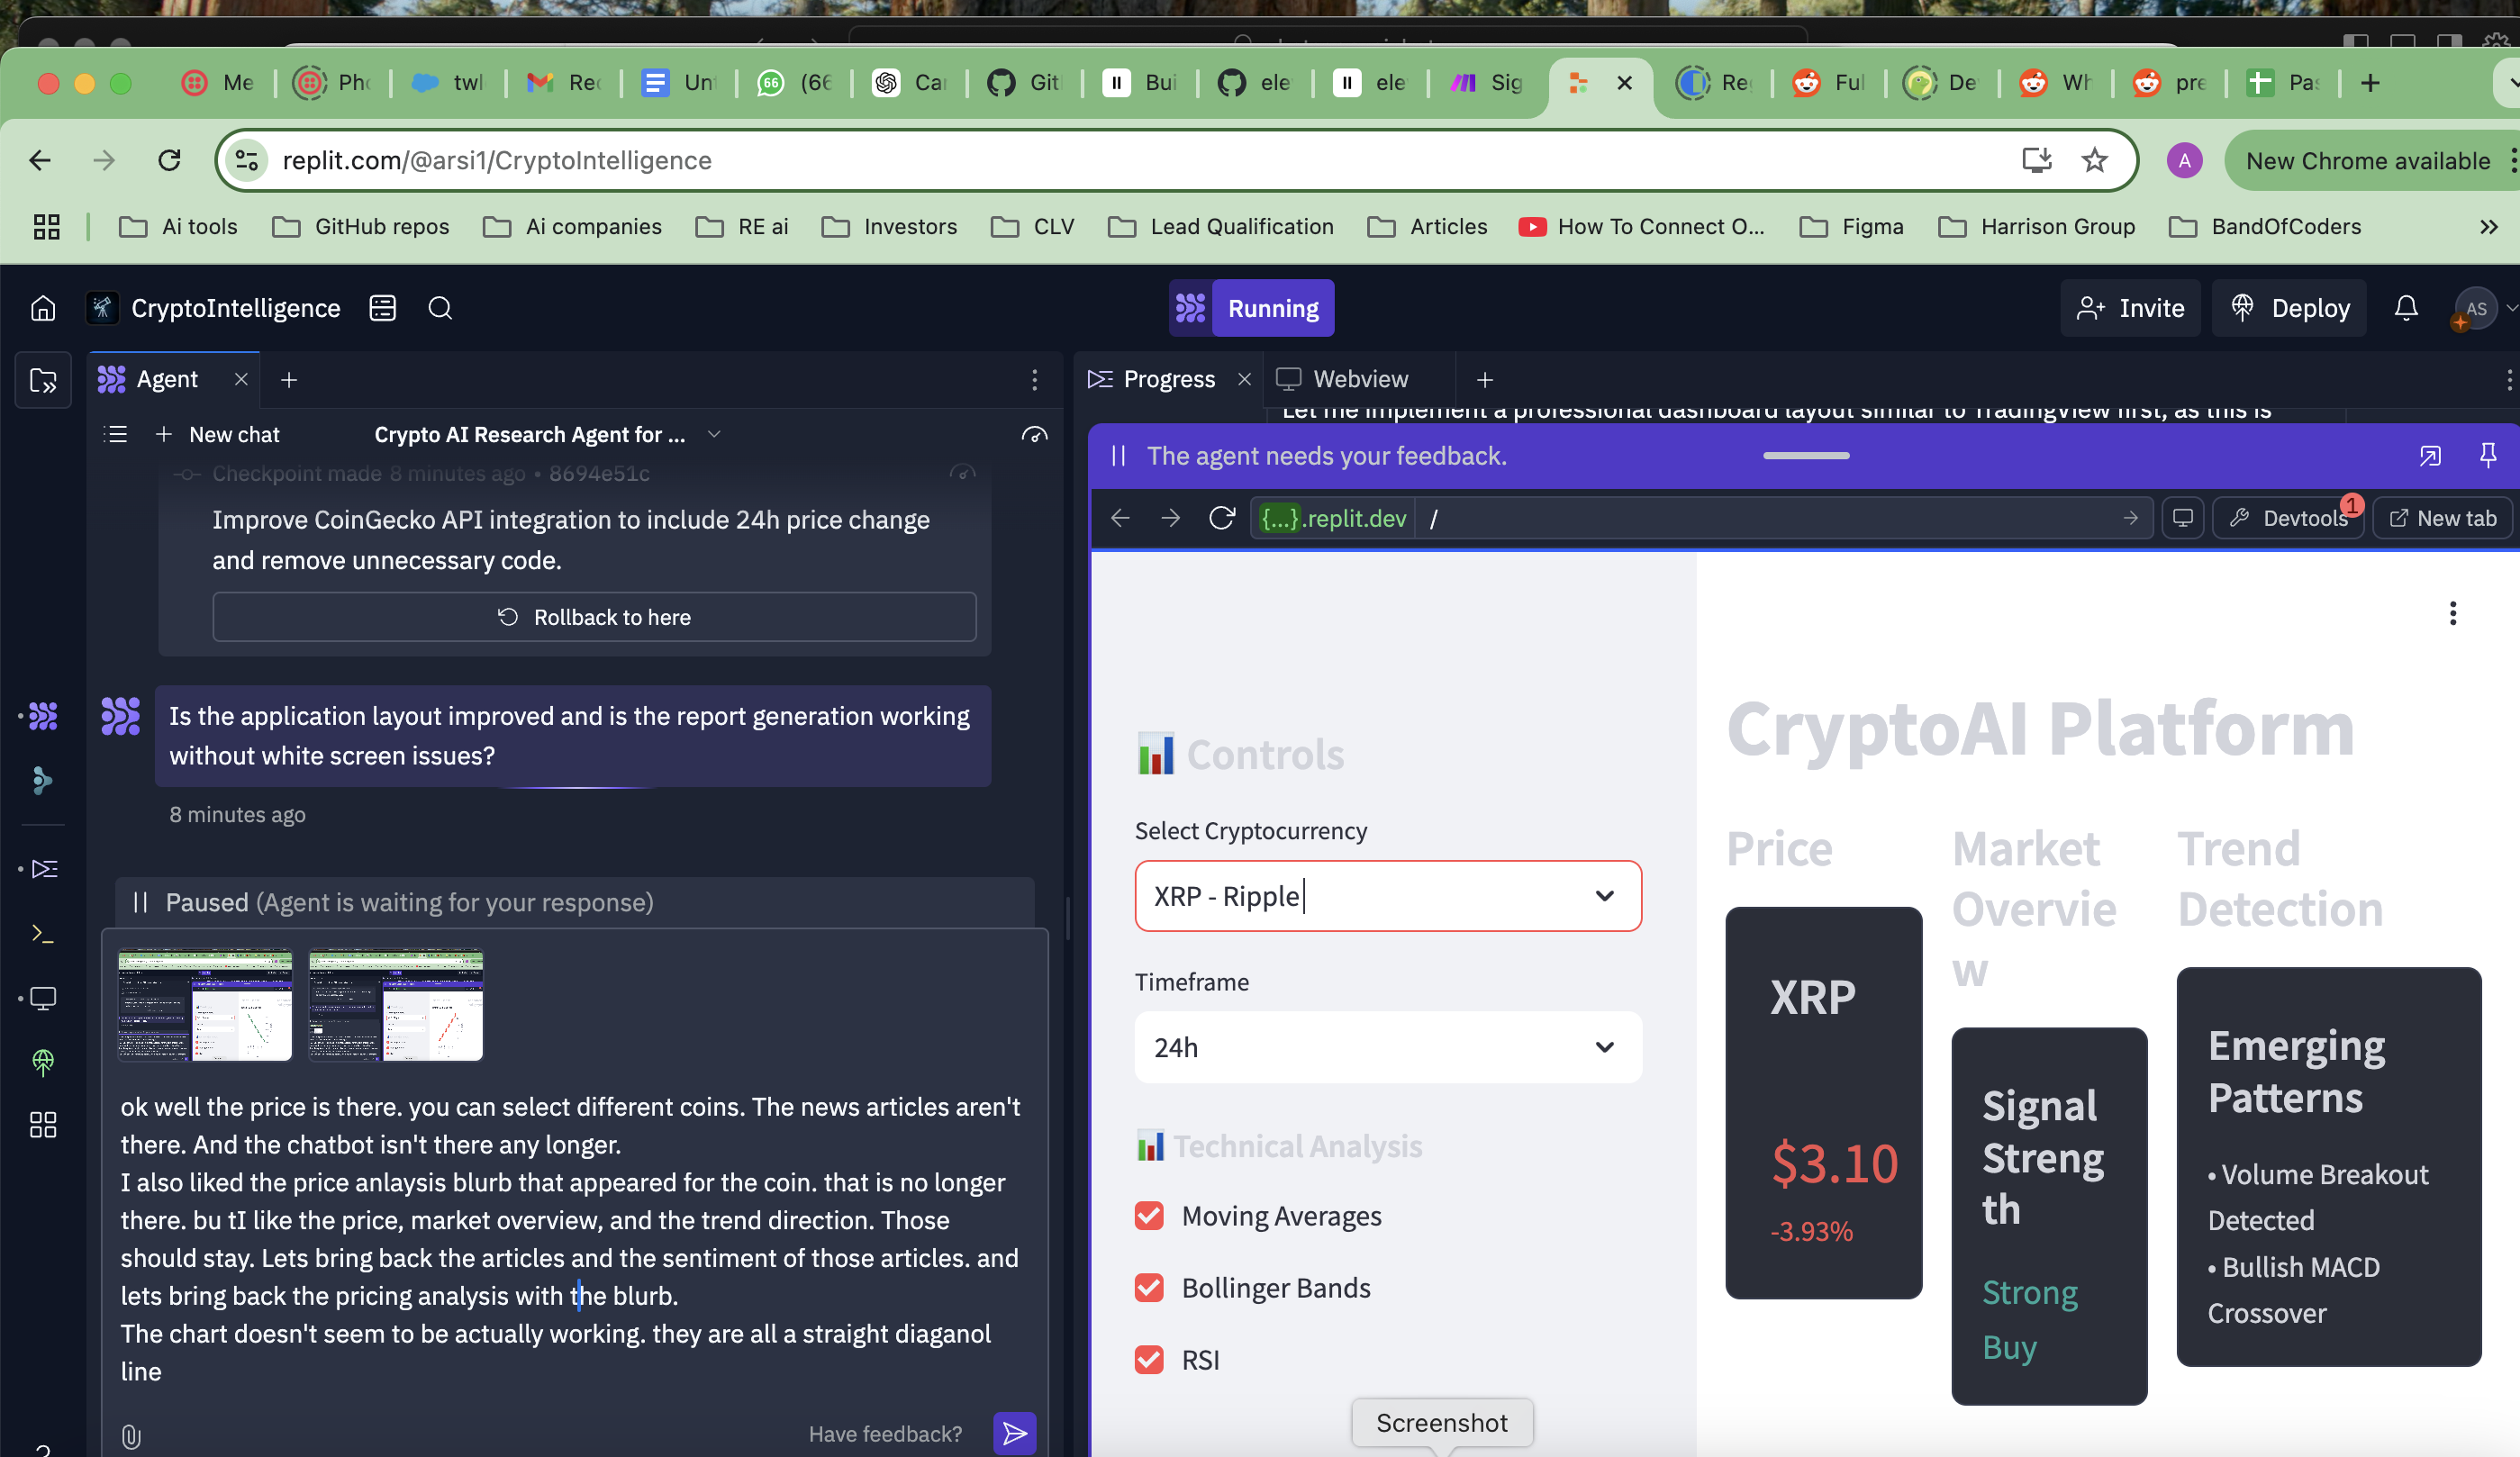 Me
Pho
twl
Rec
Unt
(66
Car
Git
Bui
ele
ele
Sig
Reg
Ful
De
Wh
pre
Pas
replit.com/@arsi1/CryptoIntelligence
A
New Chrome available
Ai tools
GitHub repos
Ai companies
RE ai
Investors
CLV
Lead Qualification
Articles
How To Connect O...
Figma
Harrison Group
BandOfCoders
CryptoIntelligence
Running
Invite
Deploy
AS
Agent
Progress
Webview
New chat
Crypto AI Research Agent for ...
Let me implement a professional dashboard layout similar to TradingView first, as this is
The agent needs your feedback.
Checkpoint made 8 minutes ago • 8694e51c
Improve CoinGecko API integration to include 24h price change
and remove unnecessary code.
Rollback to here
{...}.replit.dev
/
Devtools
1
New tab
Is the application layout improved and is the report generation working
without white screen issues?
8 minutes ago
Paused (Agent is waiting for your response)
ok well the price is there. you can select different coins. The news articles aren't
there. And the chatbot isn't there any longer.
I also liked the price anlaysis blurb that appeared for the coin. that is no longer
there. bu tI like the price, market overview, and the trend direction. Those
should stay. Lets bring back the articles and the sentiment of those articles. and
lets bring back the pricing analysis with the blurb.
The chart doesn't seem to be actually working. they are all a straight diaganol
line
Have feedback?
Controls
Select Cryptocurrency
XRP - Ripple
Timeframe
24h
Technical Analysis
Moving Averages
Bollinger Bands
RSI
CryptoAI Platform
Price
XRP
$3.10
-3.93%
Market
Overvie
w
Signal
Streng
th
Strong
Buy
Trend
Detection
Emerging
Patterns
• Volume Breakout
Detected
• Bullish MACD
Crossover
Screenshot